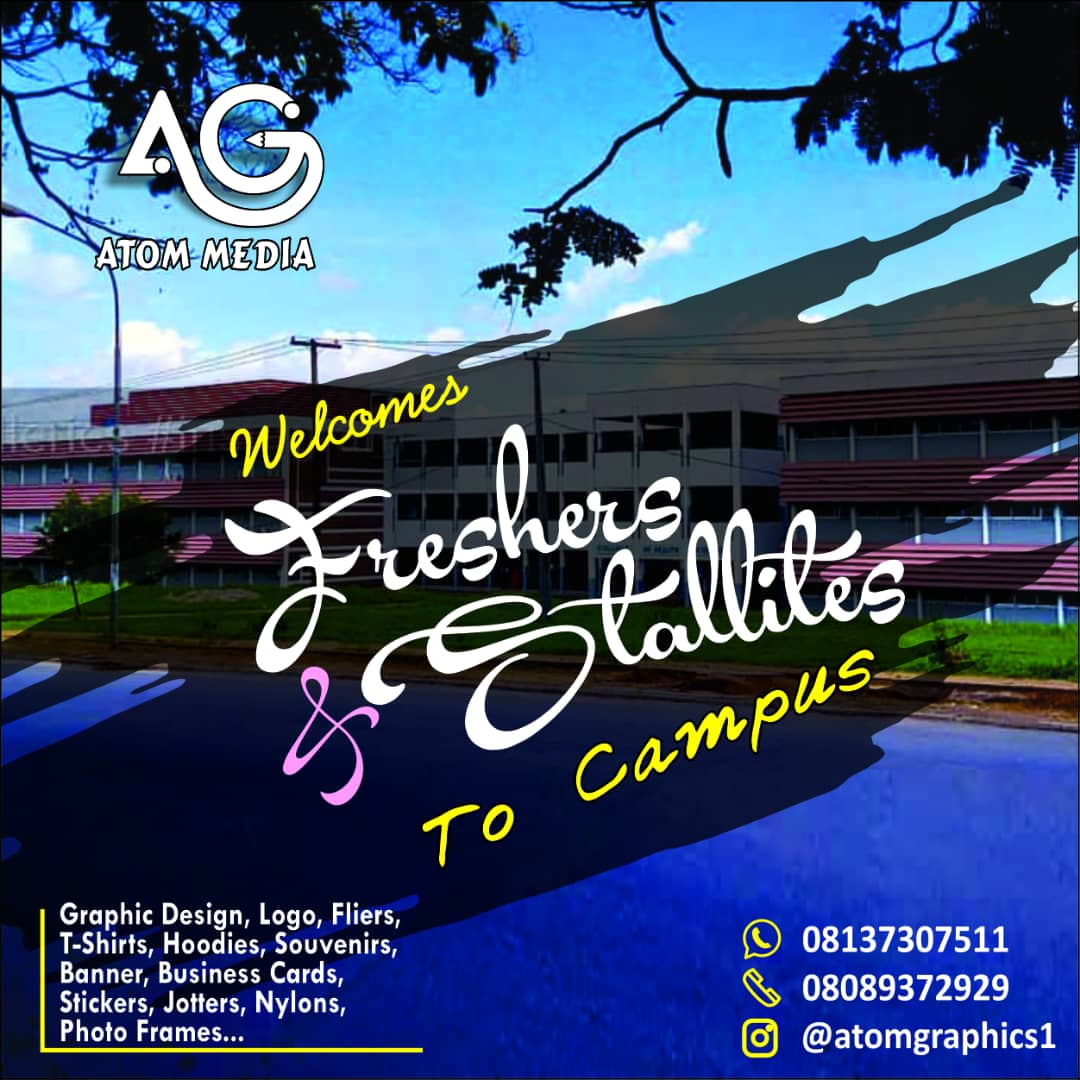 AG
ATOM MEDIA
Welcomes
Freshers
& Stallites
To Campus
Graphic Design, Logo, Fliers,
T-Shirts, Hoodies, Souvenirs,
Banner, Business Cards,
Stickers, Jotters, Nylons,
Photo Frames...
08137307511
08089372929
@atomgraphics1